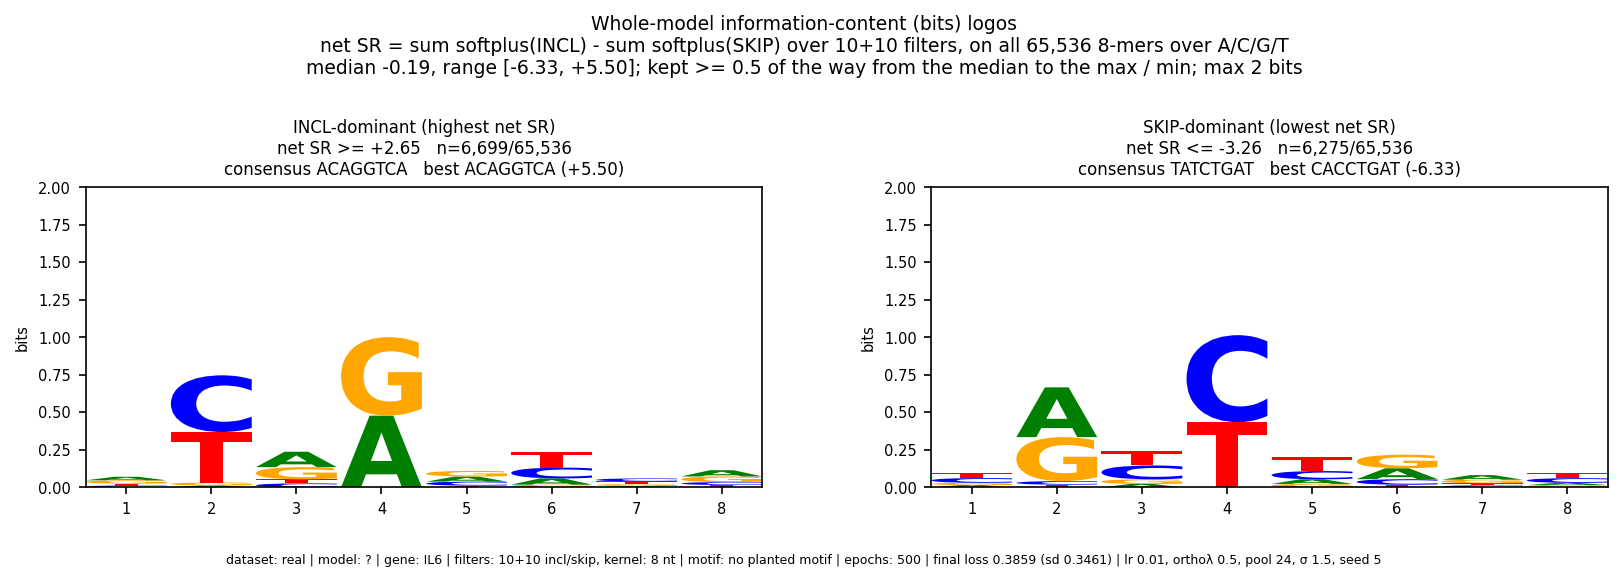 Whole-model information-content (bits) logos
net SR = sum softplus(INCL) - sum softplus(SKIP) over 10+10 filters, on all 65,536 8-mers over A/C/G/T
median -0.19, range [-6.33, +5.50]; kept >= 0.5 of the way from the median to the max / min; max 2 bits
INCL-dominant (highest net SR)
net SR >= +2.65 n=6,699/65,536
consensus ACAGGTCA best ACAGGTCA (+5.50)
2.00
1.75
1.50
1.25
1.00
0.75
0.50
0.25
0.00
bits
1 2 3 4 5 6 7 8
SKIP-dominant (lowest net SR)
net SR <= -3.26 n=6,275/65,536
consensus TATCTGAT best CACCTGAT (-6.33)
2.00
1.75
1.50
1.25
1.00
0.75
0.50
0.25
0.00
bits
1 2 3 4 5 6 7 8
dataset: real | model: ? | gene: IL6 | filters: 10+10 incl/skip, kernel: 8 nt | motif: no planted motif | epochs: 500 | final loss 0.3859 (sd 0.3461) | lr 0.01, orthoλ 0.5, pool 24, σ 1.5, seed 5